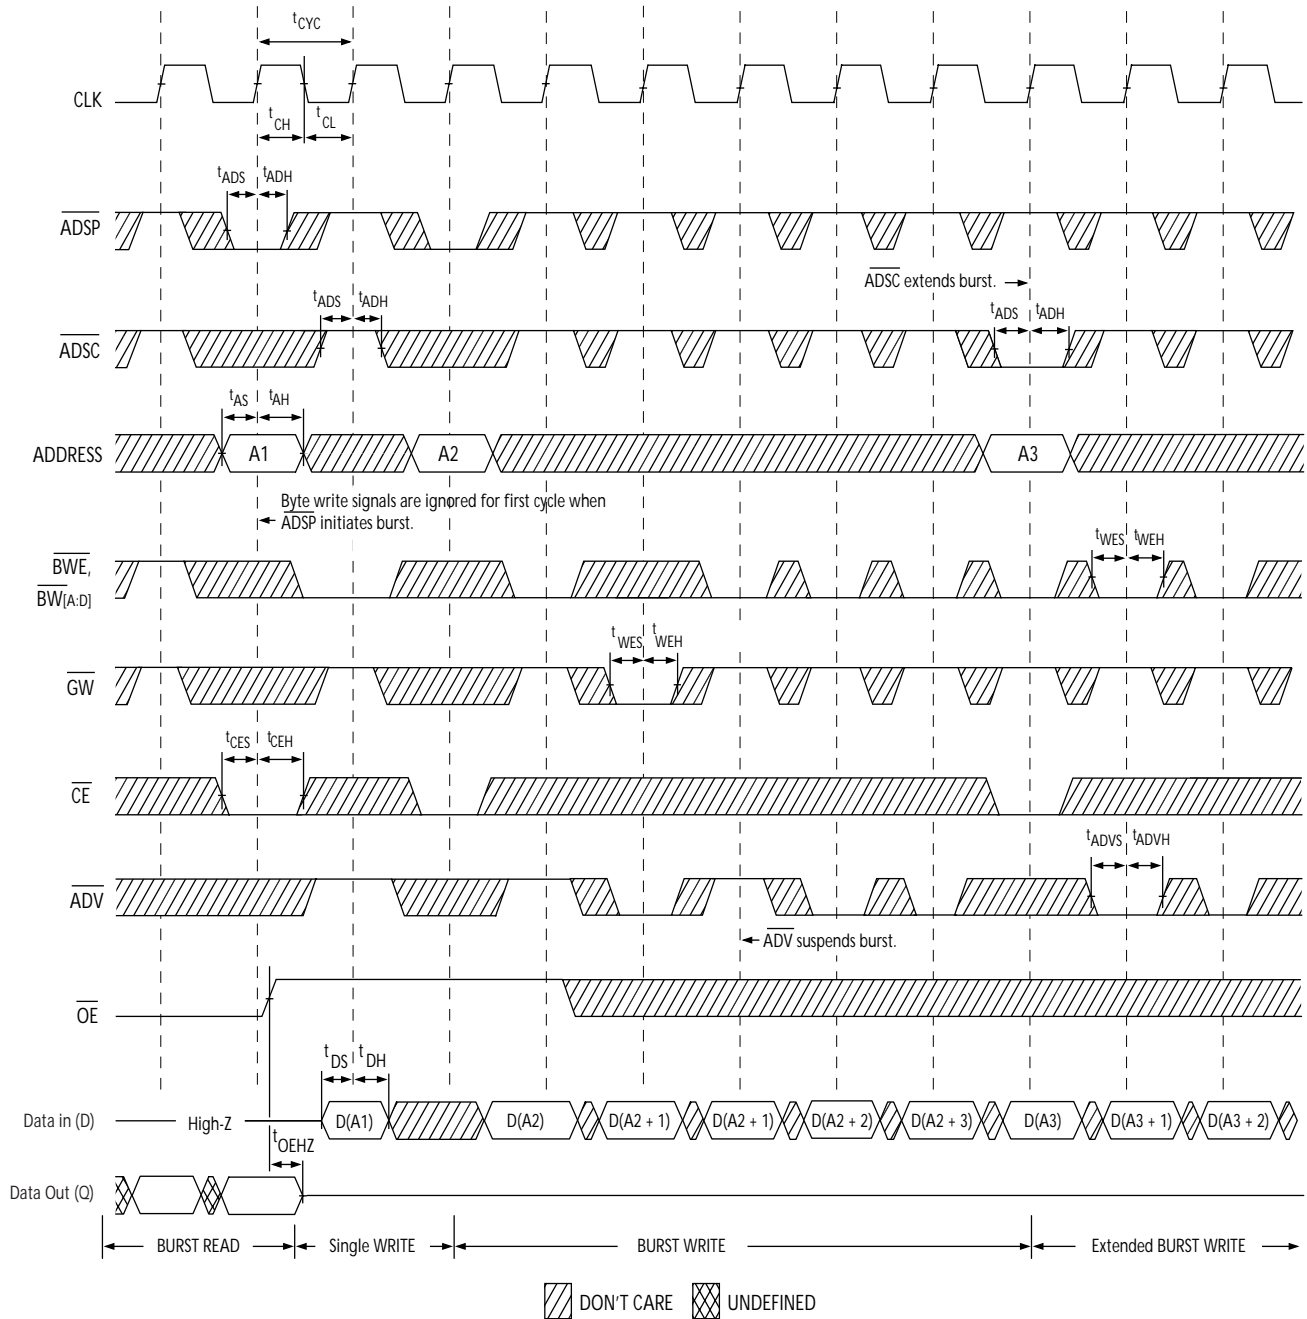 tCYC
CLK
tCH
tCL
tADS
tADH
ADSP
ADSC extends burst.
tADS
tADH
tADS
tADH
ADSC
tAS
tAH
ADDRESS
A1
A2
A3
Byte write signals are ignored for first cycle when
ADSP initiates burst.
tWES
tWEH
BWE,
BW[A:D]
tWES
tWEH
GW
tCES
tCEH
CE
tADVS
tADVH
ADV
ADV suspends burst.
OE
tDS
tDH
Data in (D)
High-Z
D(A1)
D(A2)
D(A2 + 1)
D(A2 + 1)
D(A2 + 2)
D(A2 + 3)
D(A3)
D(A3 + 1)
D(A3 + 2)
tOEHZ
Data Out (Q)
BURST READ
Single WRITE
BURST WRITE
Extended BURST WRITE
DON'T CARE
UNDEFINED